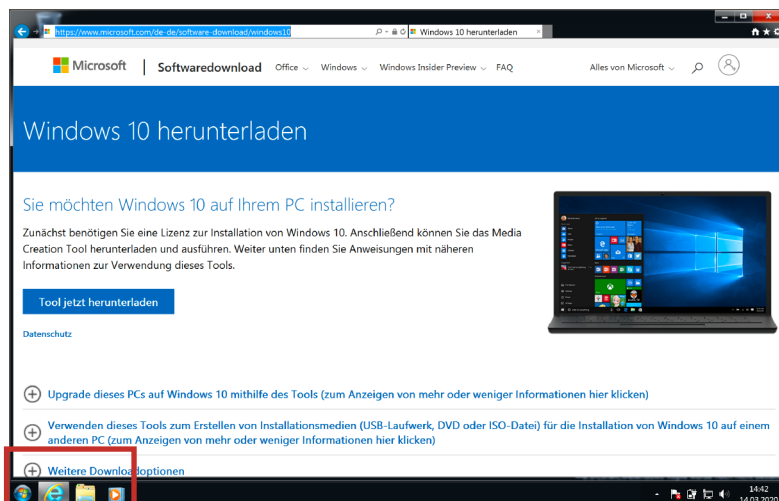 https://www.microsoft.com/de-de/software-download/windows10
Windows 10 herunterladen
Microsoft
Softwaredownload
Office
Windows
Windows Insider Preview
FAQ
Alles von Microsoft
Windows 10 herunterladen
Sie möchten Windows 10 auf Ihrem PC installieren?
Zunächst benötigen Sie eine Lizenz zur Installation von Windows 10. Anschließend können Sie das Media
Creation Tool herunterladen und ausführen. Weiter unten finden Sie Anweisungen mit näheren
Informationen zur Verwendung dieses Tools.
Tool jetzt herunterladen
Datenschutz
Upgrade dieses PCs auf Windows 10 mithilfe des Tools (zum Anzeigen von mehr oder weniger Informationen hier klicken)
Verwenden dieses Tools zum Erstellen von Installationsmedien (USB-Laufwerk, DVD oder ISO-Datei) für die Installation von Windows 10 auf einem
anderen PC (zum Anzeigen von mehr oder weniger Informationen hier klicken)
Weitere Downloadoptionen
14:42
14.03.2020